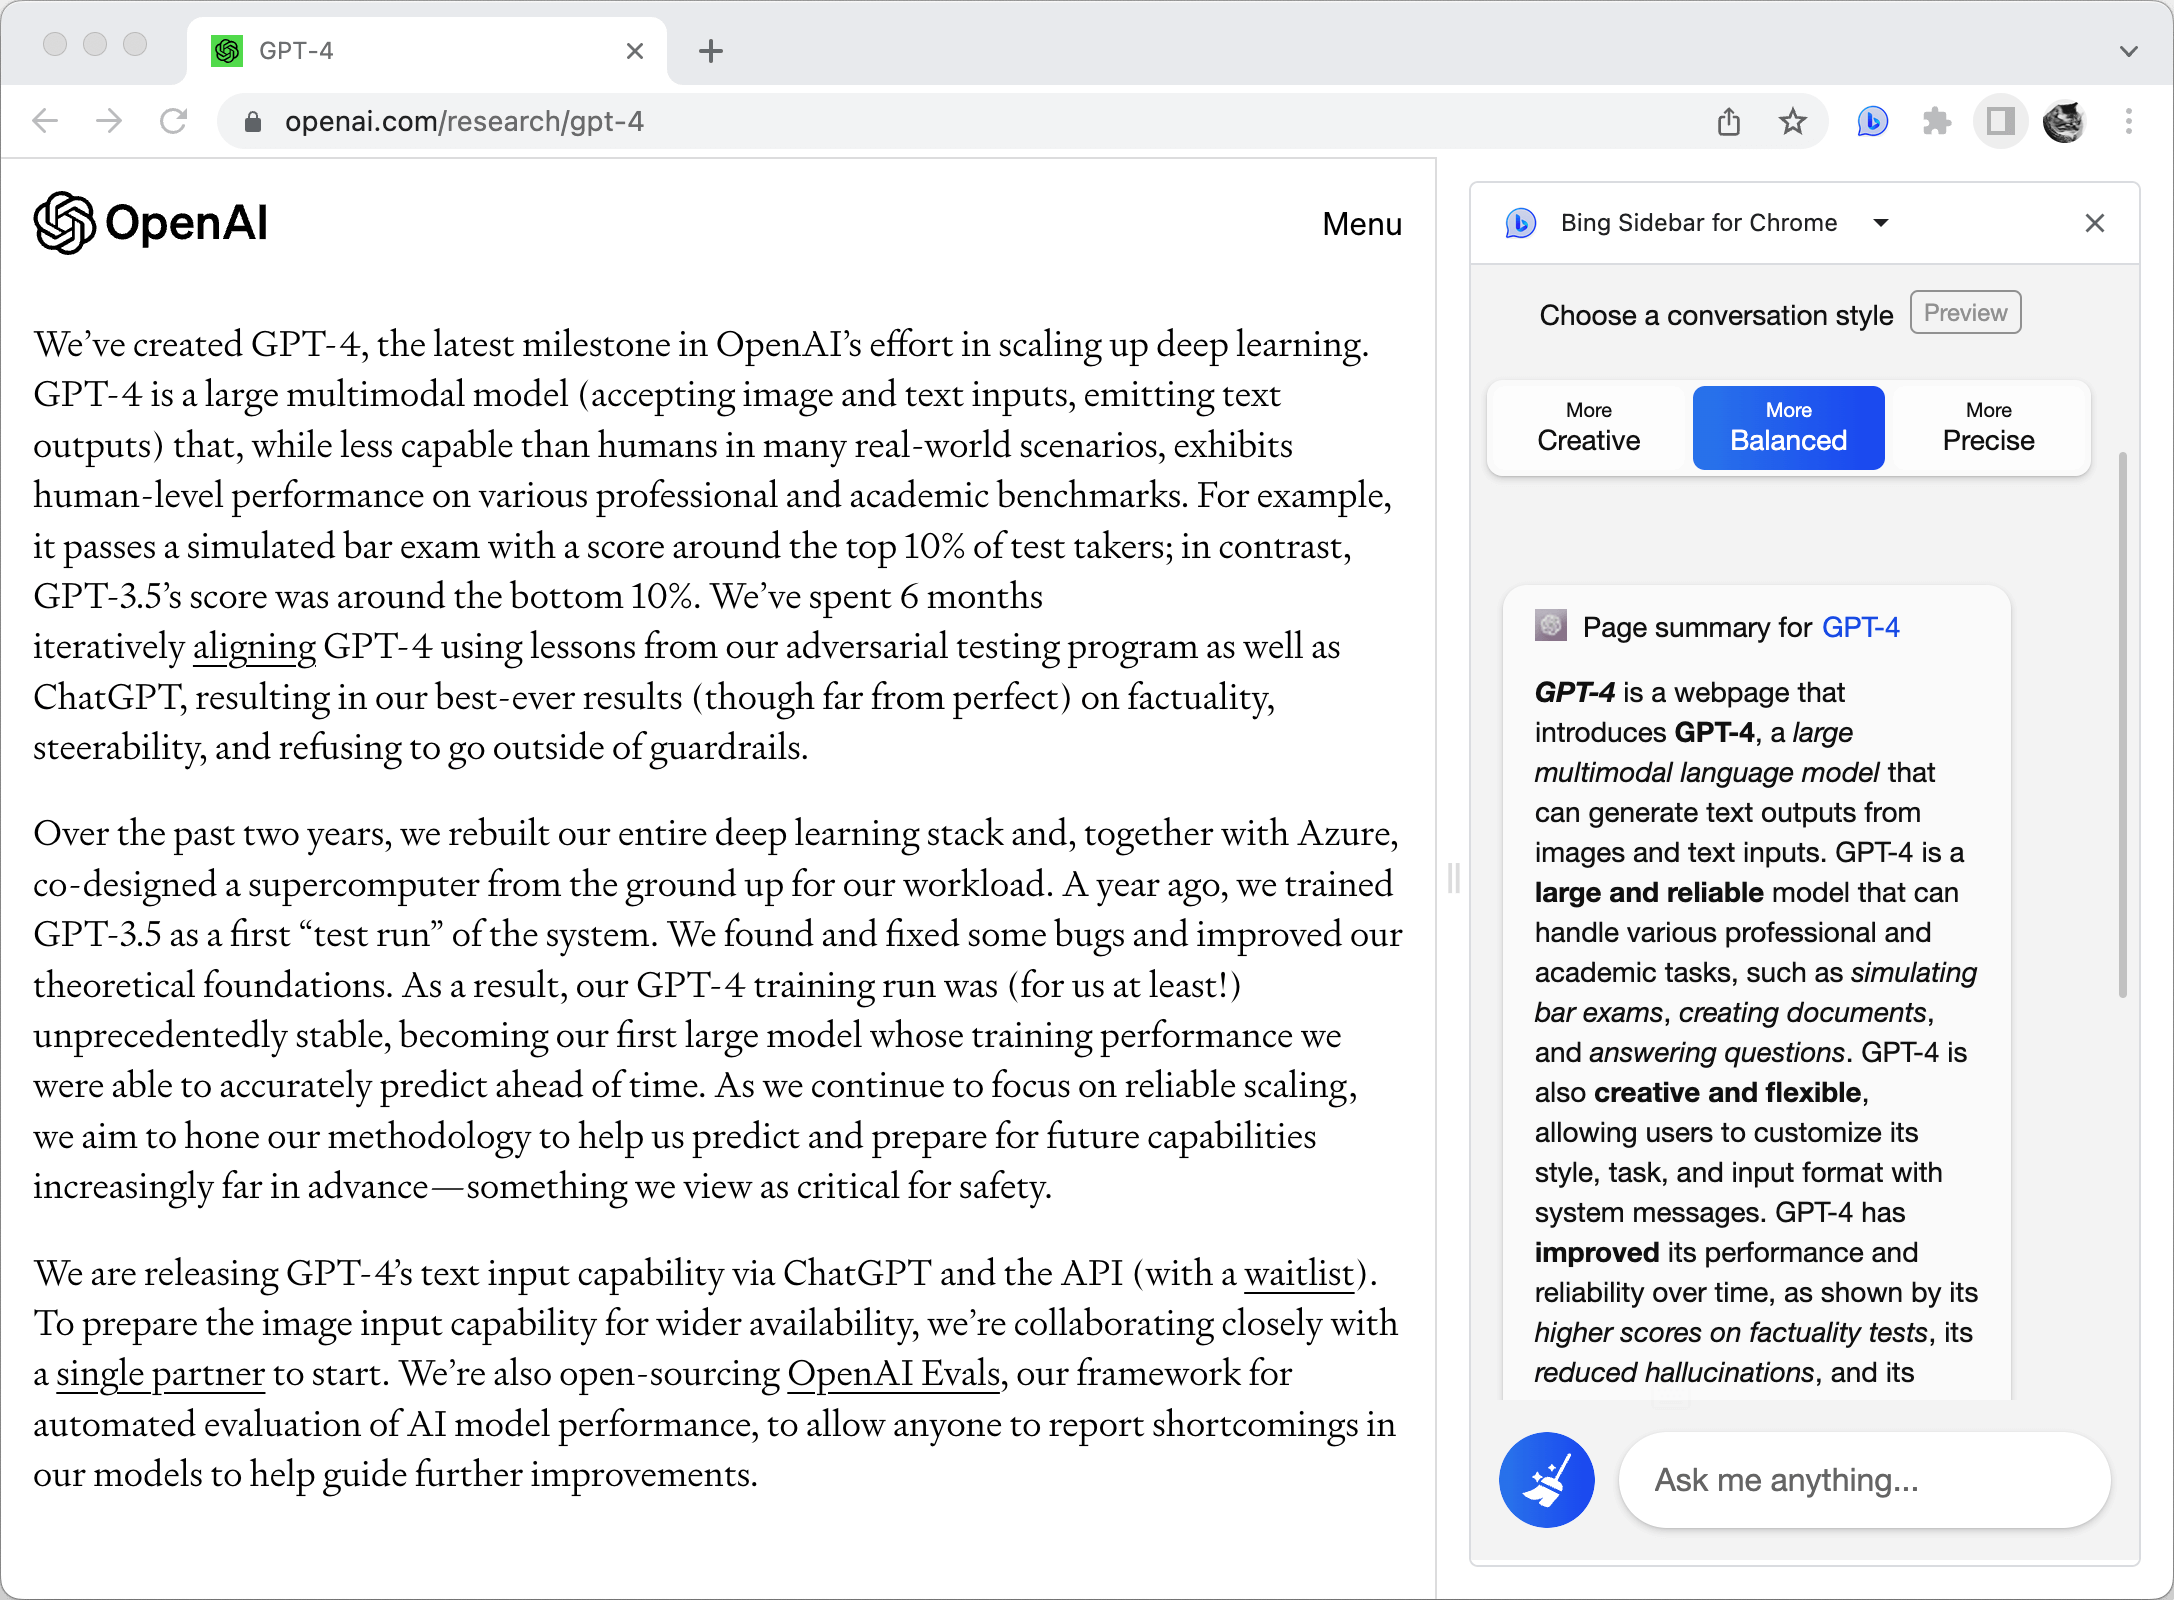 GPT-4
openai.com/research/gpt-4
OpenAI
Menu
We’ve created GPT-4, the latest milestone in OpenAI’s effort in scaling up deep learning.
GPT-4 is a large multimodal model (accepting image and text inputs, emitting text
outputs) that, while less capable than humans in many real-world scenarios, exhibits
human-level performance on various professional and academic benchmarks. For example,
it passes a simulated bar exam with a score around the top 10% of test takers; in contrast,
GPT-3.5’s score was around the bottom 10%. We’ve spent 6 months
iteratively aligning GPT-4 using lessons from our adversarial testing program as well as
ChatGPT, resulting in our best-ever results (though far from perfect) on factuality,
steerability, and refusing to go outside of guardrails.
Over the past two years, we rebuilt our entire deep learning stack and, together with Azure,
co-designed a supercomputer from the ground up for our workload. A year ago, we trained
GPT-3.5 as a first “test run” of the system. We found and fixed some bugs and improved our
theoretical foundations. As a result, our GPT-4 training run was (for us at least!)
unprecedentedly stable, becoming our first large model whose training performance we
were able to accurately predict ahead of time. As we continue to focus on reliable scaling,
we aim to hone our methodology to help us predict and prepare for future capabilities
increasingly far in advance—something we view as critical for safety.
We are releasing GPT-4’s text input capability via ChatGPT and the API (with a waitlist).
To prepare the image input capability for wider availability, we’re collaborating closely with
a single partner to start. We’re also open-sourcing OpenAI Evals, our framework for
automated evaluation of AI model performance, to allow anyone to report shortcomings in
our models to help guide further improvements.
Bing Sidebar for Chrome
Choose a conversation style Preview
More
Creative
More
Balanced
More
Precise
Page summary for GPT-4
GPT-4 is a webpage that
introduces GPT-4, a large
multimodal language model that
can generate text outputs from
images and text inputs. GPT-4 is a
large and reliable model that can
handle various professional and
academic tasks, such as simulating
bar exams, creating documents,
and answering questions. GPT-4 is
also creative and flexible,
allowing users to customize its
style, task, and input format with
system messages. GPT-4 has
improved its performance and
reliability over time, as shown by its
higher scores on factuality tests, its
reduced hallucinations, and its
Ask me anything...